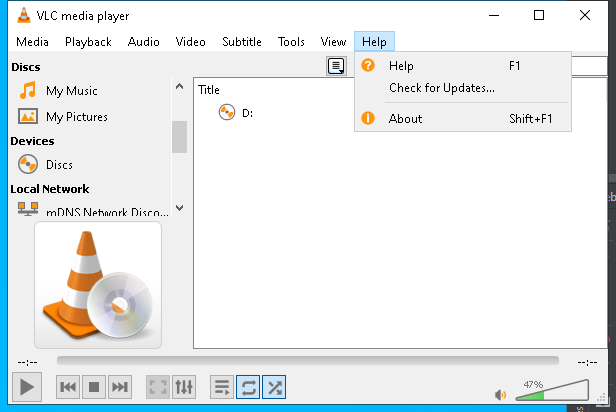 VLC media player
Media Playback Audio Video Subtitle Tools View Help
Discs
My Music
My Pictures
Devices
Discs
Local Network
mDNS Network Disco...
Title
D:
Help F1
Check for Updates...
About Shift+F1
--:-- --:--
47%